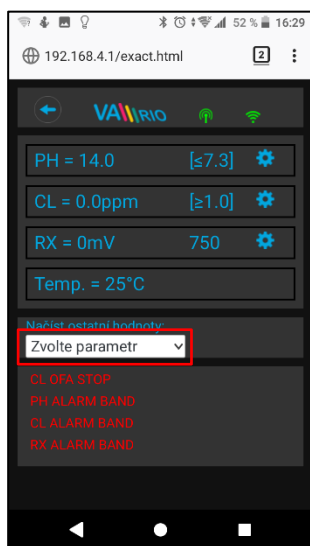 52 % 16:29
192.168.4.1/exact.html 2
VA RIO
PH = 14.0 [≤7.3]
CL = 0.0ppm [≥1.0]
RX = 0mV 750
Temp. = 25°C
Načíst ostatní hodnoty:
Zvolte parametr
CL OFA STOP
PH ALARM BAND
CL ALARM BAND
RX ALARM BAND